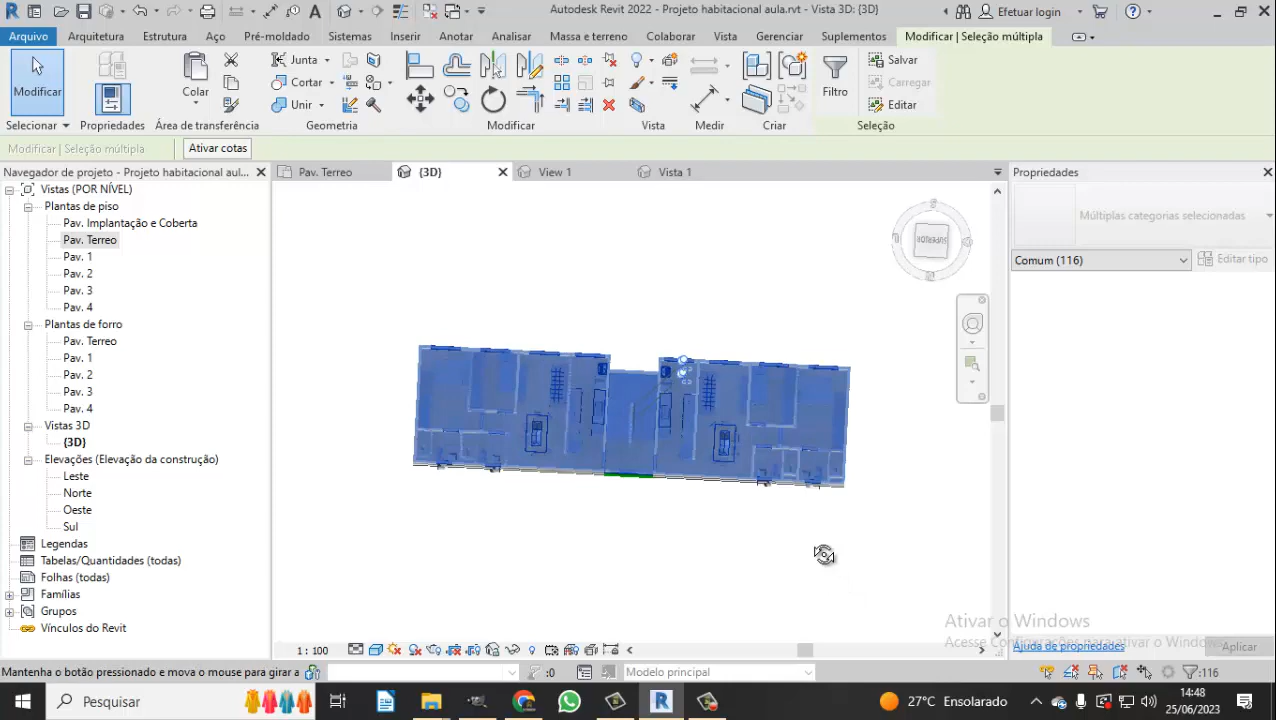 Autodesk Revit 2022 - Projeto habitacional aula.rvt - Vista 3D: {3D}
Efetuar login
Arquivo Arquitetura Estrutura Aço Pré-moldado Sistemas Inserir Anotar Analisar Massa e terreno Colaborar Vista Gerenciar Suplementos Modificar | Seleção múltipla
Modificar
Colar
Junta
Cortar
Unir
Filtro
Salvar
Carregar
Editar
Selecionar Propriedades Área de transferência Geometria Modificar Vista Medir Criar Seleção
Modificar | Seleção múltipla Ativar cotas
Navegador de projeto - Projeto habitacional aul...
Pav. Terreo {3D} View 1 Vista 1
Propriedades
Vistas (POR NÍVEL)
Plantas de piso
Pav. Implantação e Coberta
Pav. Terreo
Pav. 1
Pav. 2
Pav. 3
Pav. 4
Plantas de forro
Pav. Terreo
Pav. 1
Pav. 2
Pav. 3
Pav. 4
Vistas 3D
{3D}
Elevações (Elevação da construção)
Leste
Norte
Oeste
Sul
Legendas
Tabelas/Quantidades (todas)
Folhas (todas)
Famílias
Grupos
Vínculos do Revit
Múltiplas categorias selecionadas
Comum (116) Editar tipo
Ativar o Windows
Acesse Configurações para ativar o Windows.
Ajuda de propriedades Aplicar
1 : 100
Mantenha o botão pressionado e move o mouse para girar a
:0
Modelo principal
:116
Pesquisar
27°C Ensolarado
14:48
25/06/2023